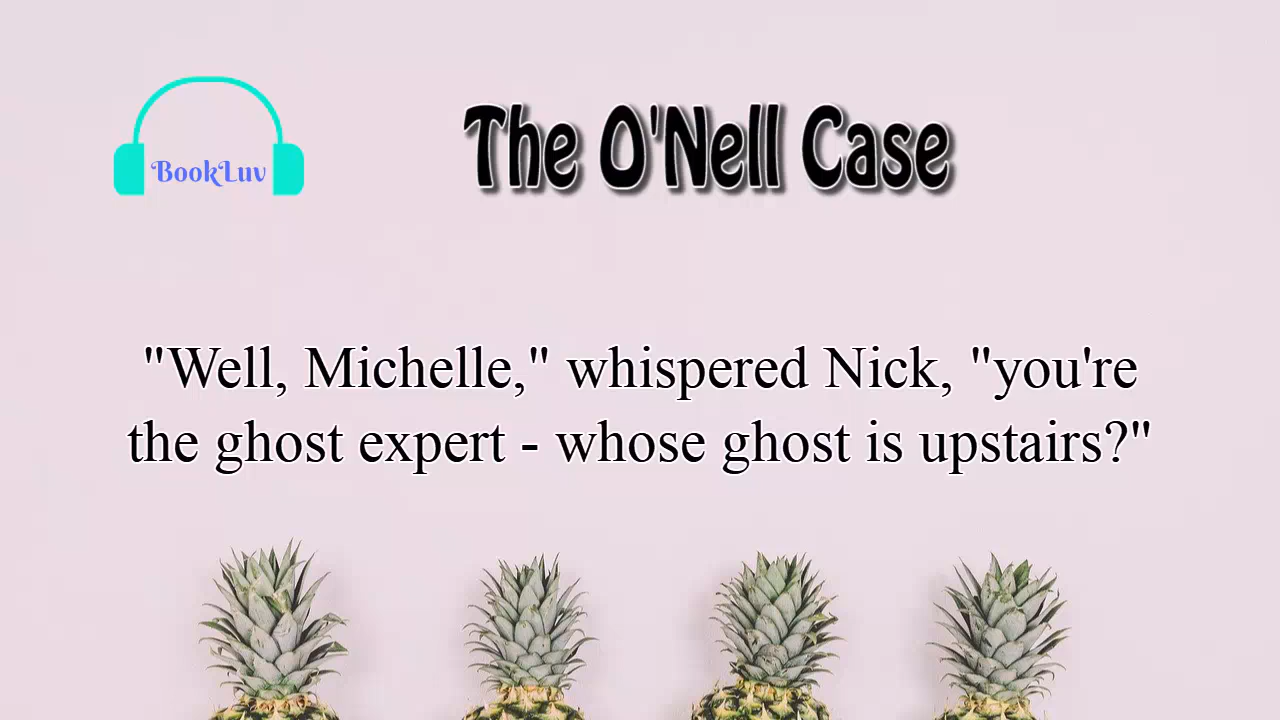 The O'Nell Case
BookLuv
"Well, Michelle," whispered Nick, "you're
the ghost expert - whose ghost is upstairs?"